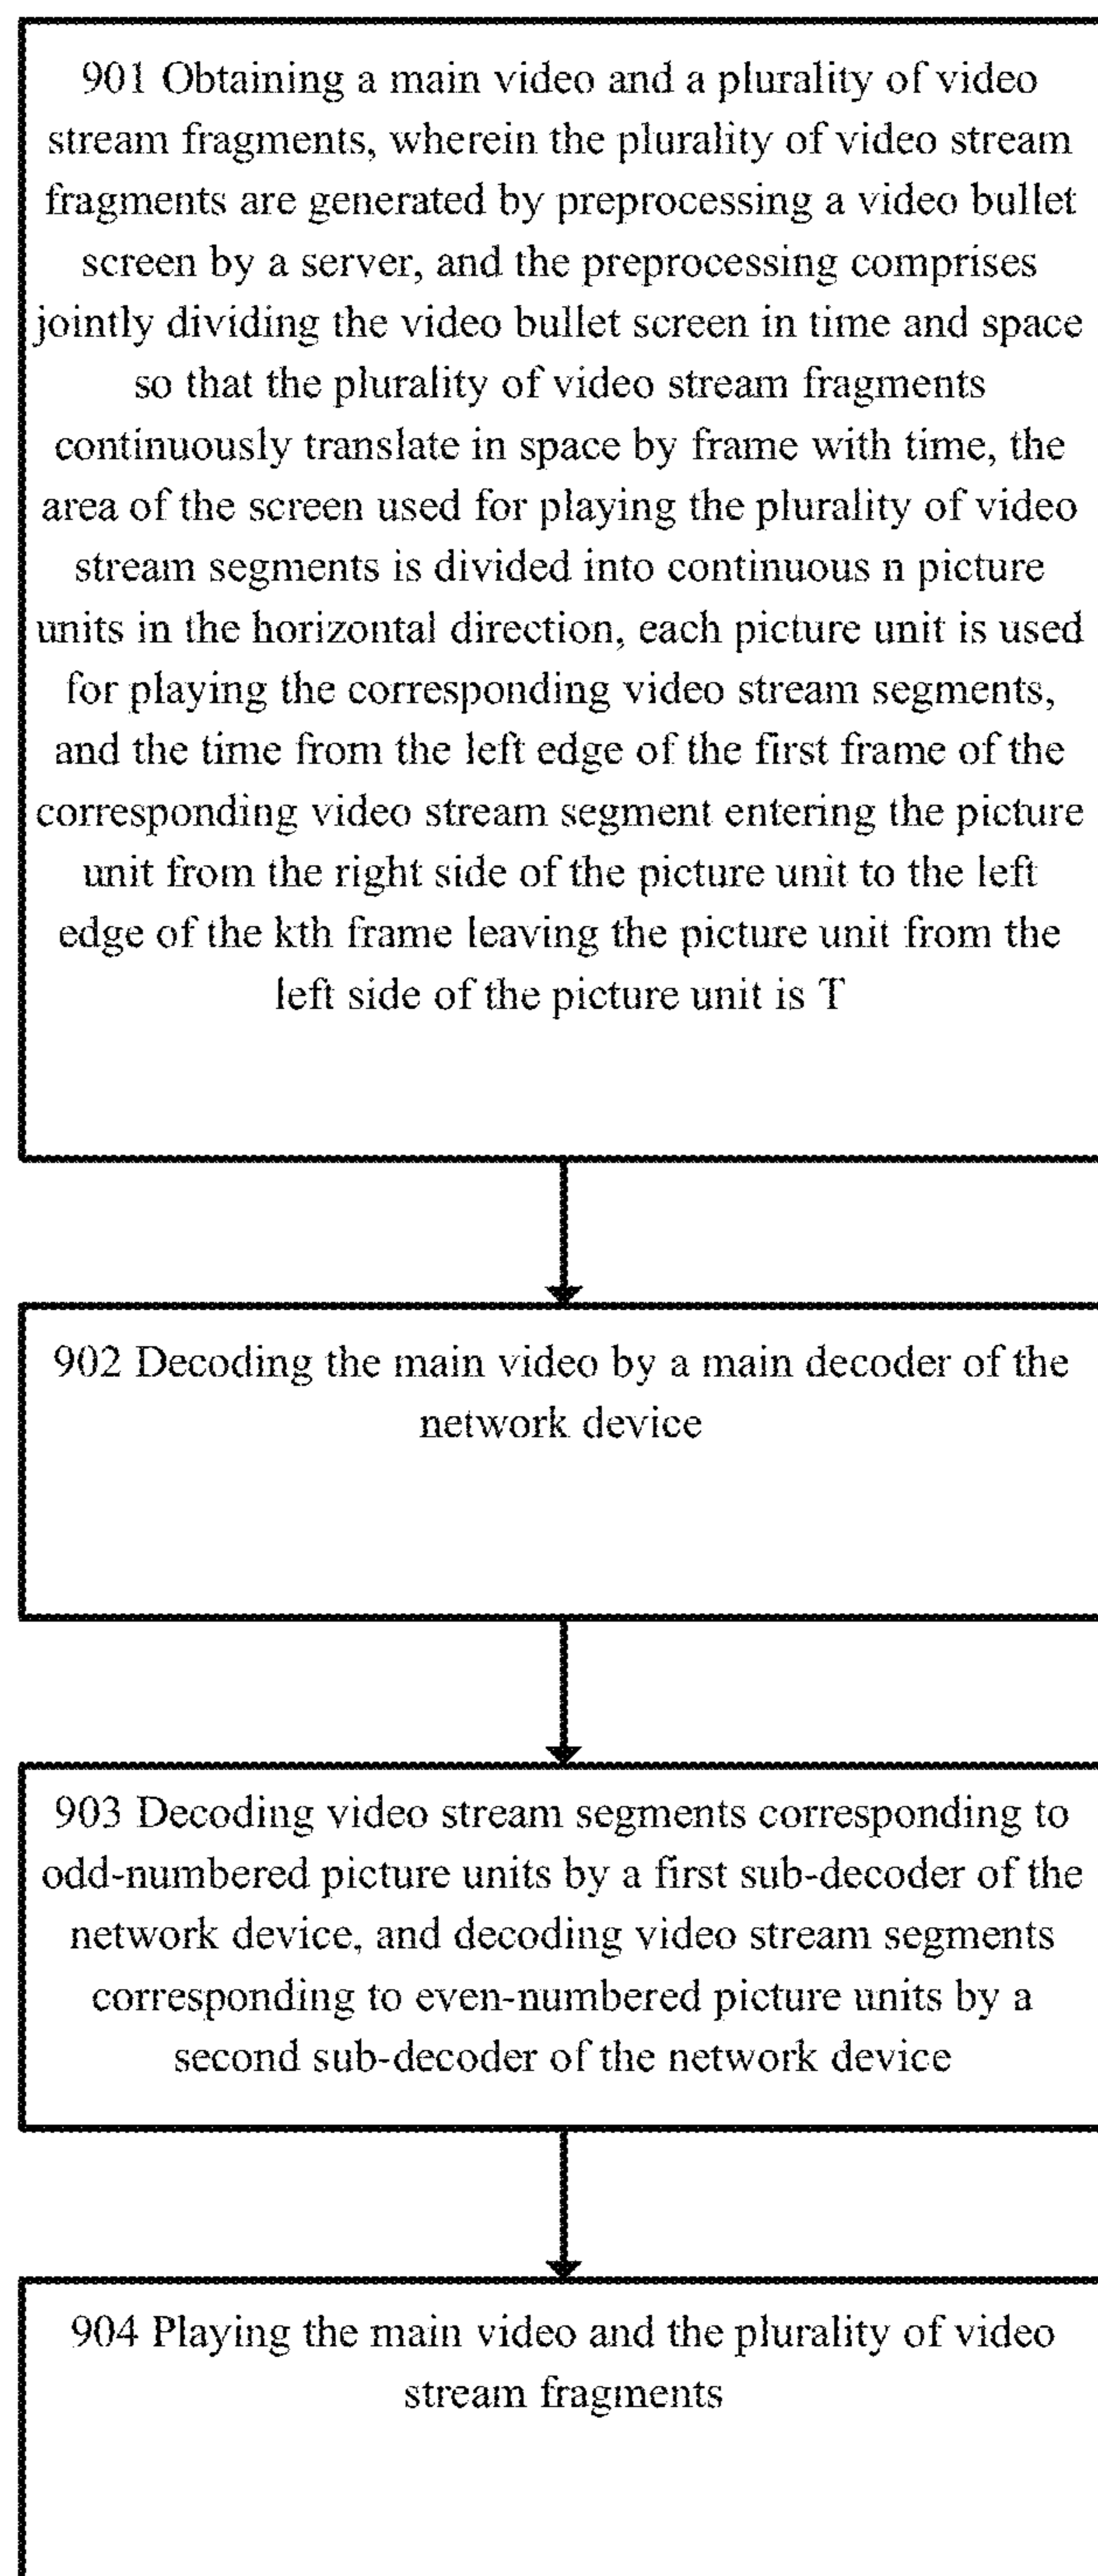 901 Obtaining a main video and a plurality of video
stream fragments, wherein the plurality of video stream
fragments are generated by preprocessing a video bullet
screen by a server, and the preprocessing comprises
jointly dividing the video bullet screen in time and space
so that the plurality of video stream fragments
continuously translate in space by frame with time, the
area of the screen used for playing the plurality of video
stream segments is divided into continuous n picture
units in the horizontal direction, each picture unit is used
for playing the corresponding video stream segments,
and the time from the left edge of the first frame of the
corresponding video stream segment entering the picture
unit from the right side of the picture unit to the left
edge of the kth frame leaving the picture unit from the
left side of the picture unit is T
902 Decoding the main video by a main decoder of the
network device
903 Decoding video stream segments corresponding to
odd-numbered picture units by a first sub-decoder of the
network device, and decoding video stream segments
corresponding to even-numbered picture units by a
second sub-decoder of the network device
904 Playing the main video and the plurality of video
stream fragments